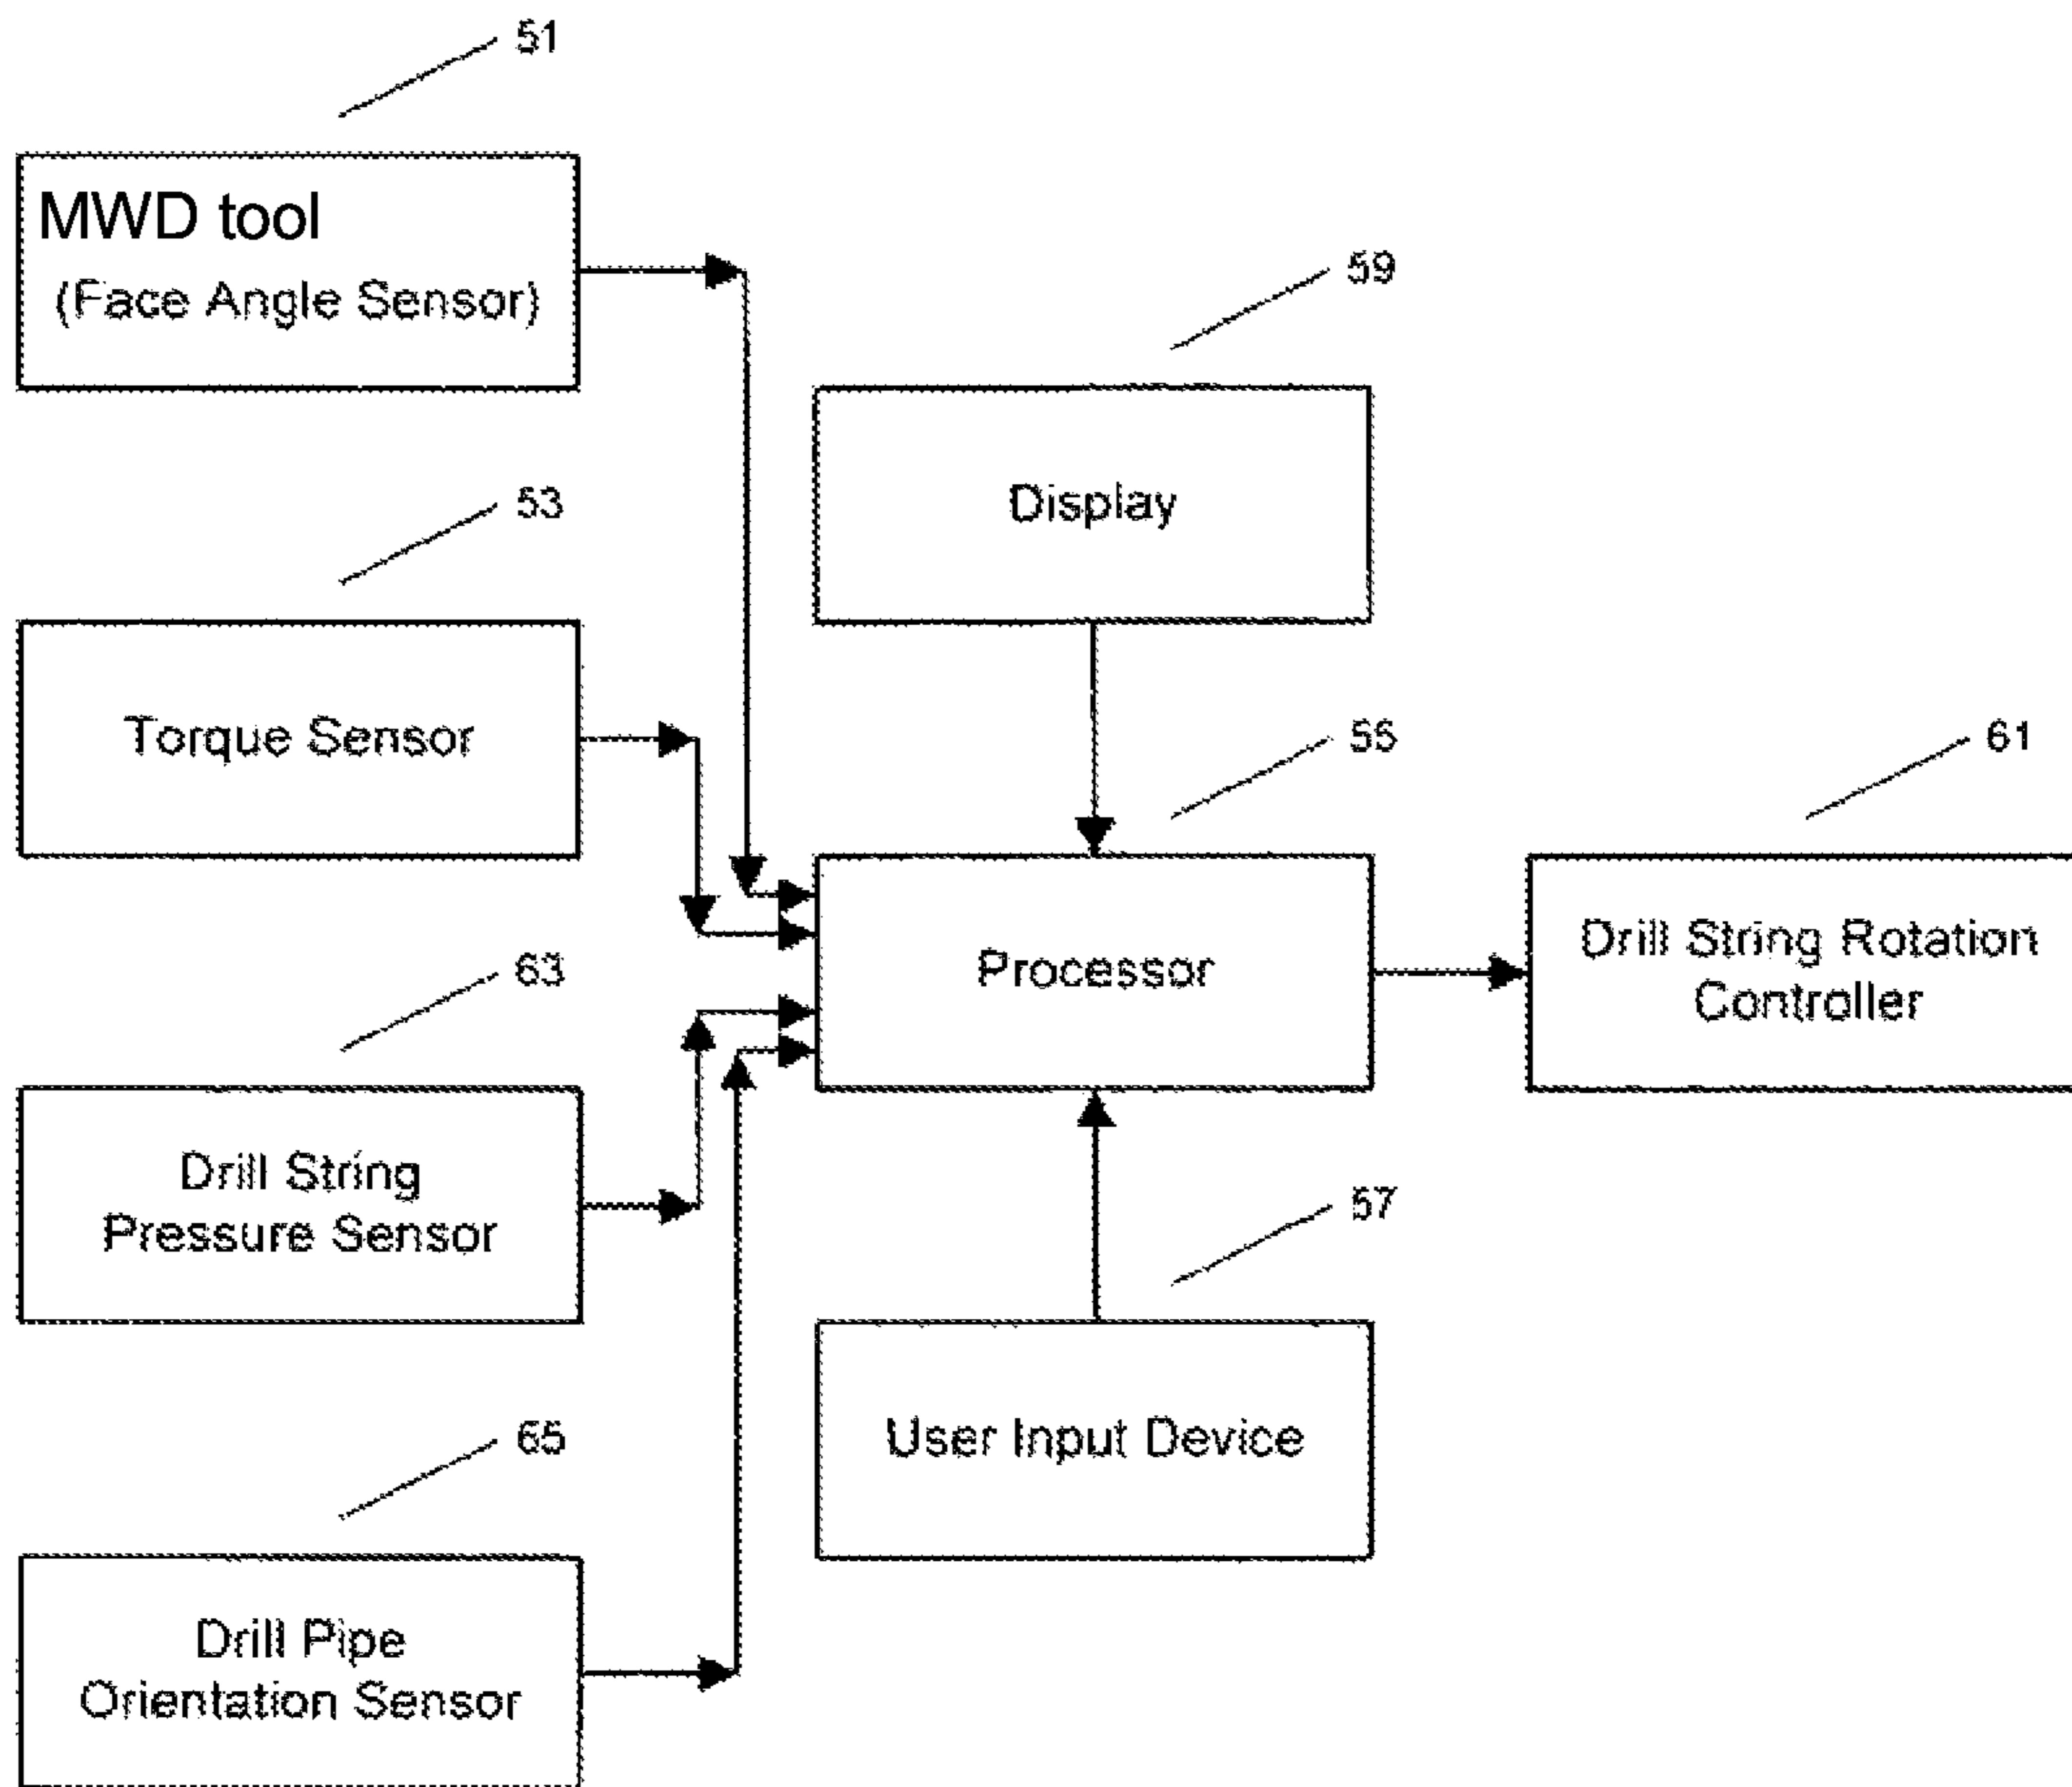 51
MWD tool
(Face Angle Sensor)
59
Display
53
Torque Sensor
55
Processor
61
Drill String Rotation
Controller
63
Drill String
Pressure Sensor
57
User Input Device
65
Drill Pipe
Orientation Sensor